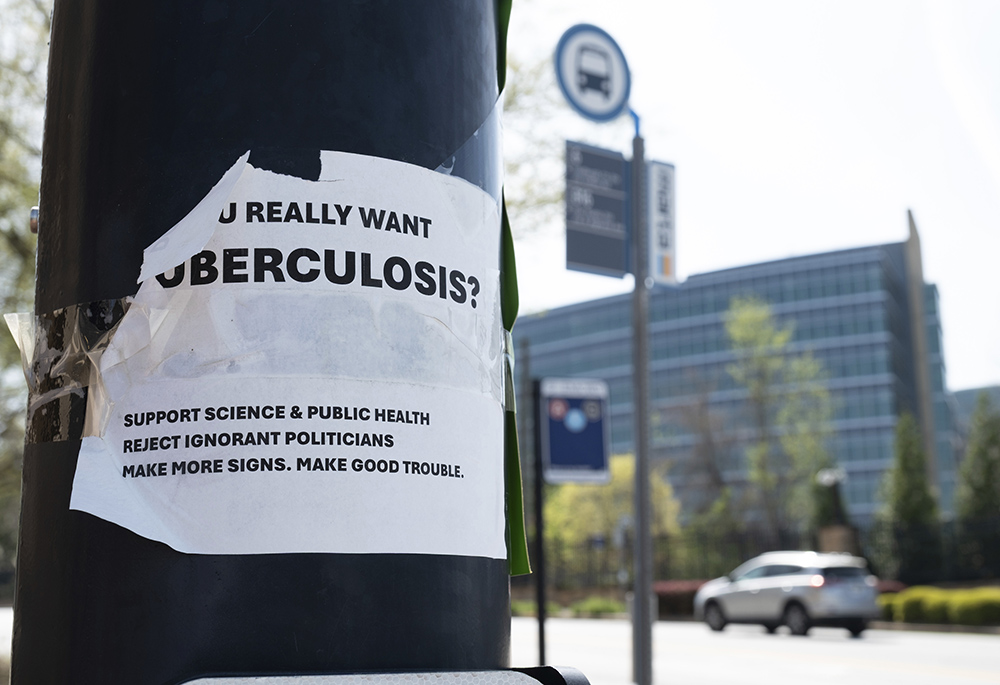 U REALLY WANT
UBERCULOSIS?
SUPPORT SCIENCE & PUBLIC HEALTH
REJECT IGNORANT POLITICIANS
MAKE MORE SIGNS. MAKE GOOD TROUBLE.